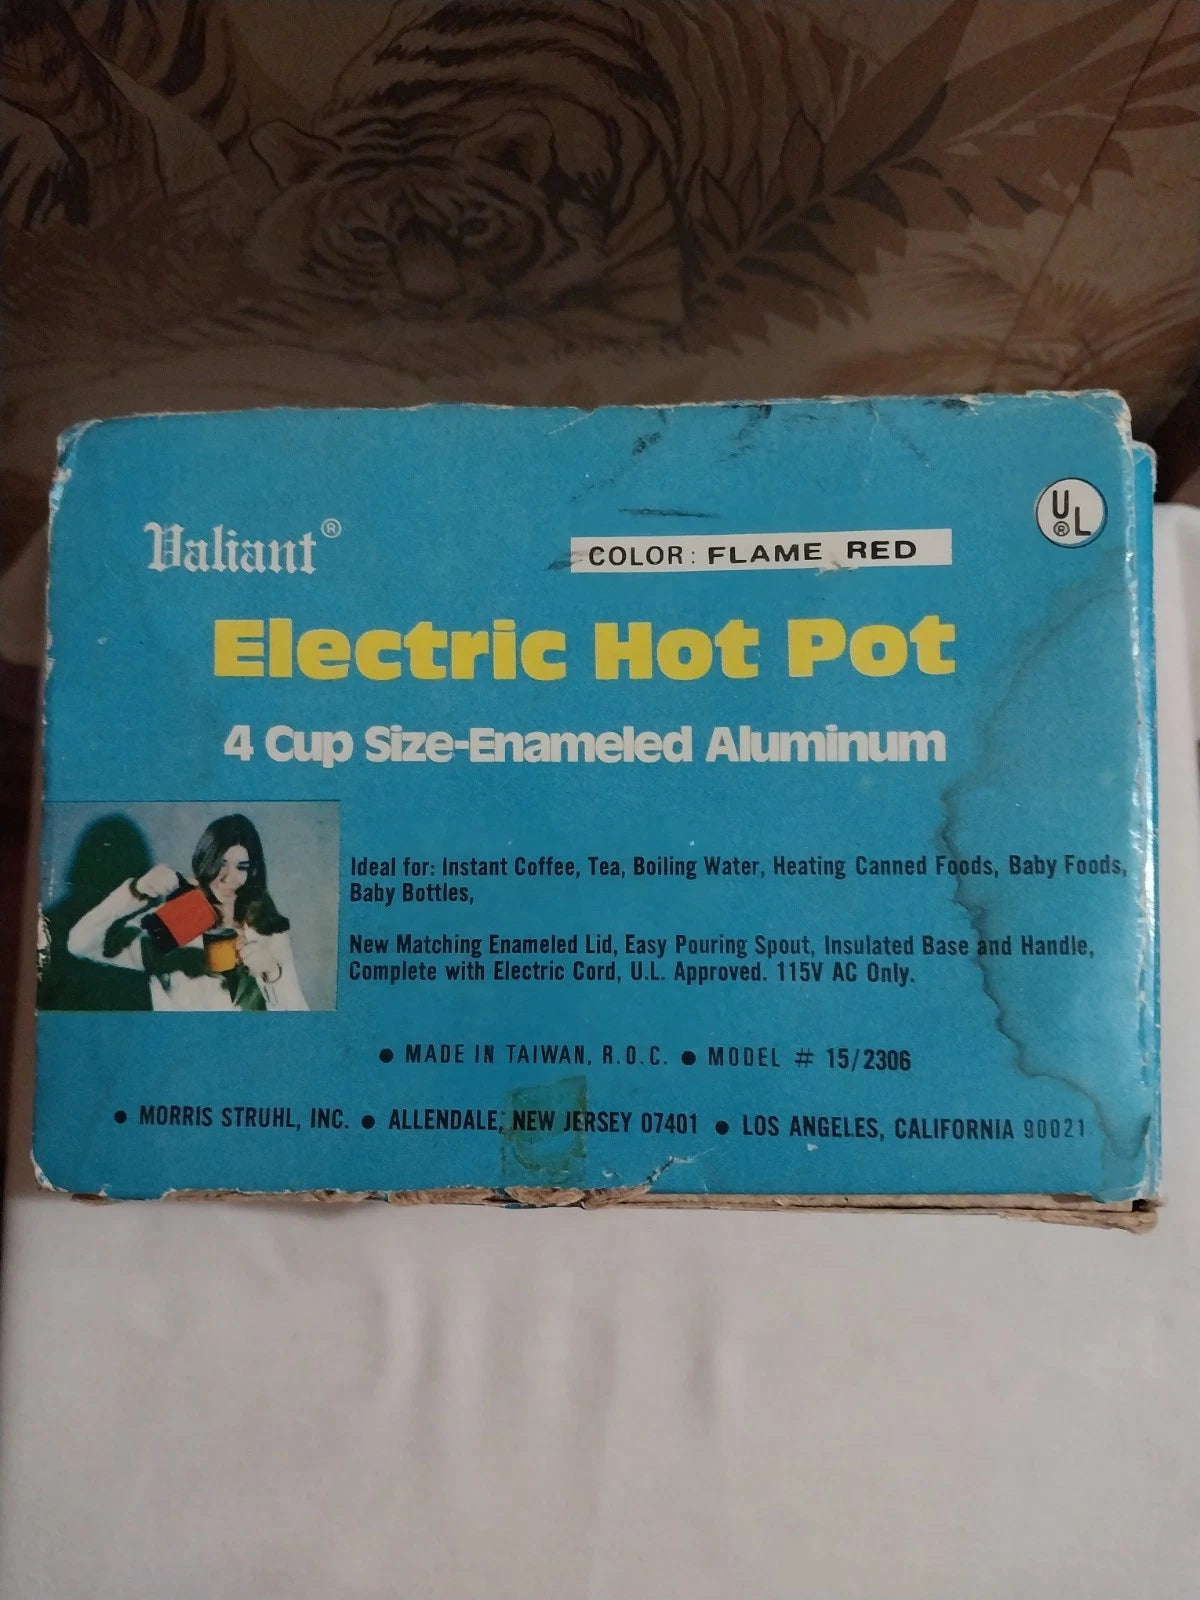 Valiant®
COLOR: FLAME RED
U
®L
Electric Hot Pot
4 Cup Size-Enameled Aluminum
Ideal for: Instant Coffee, Tea, Boiling Water, Heating Canned Foods, Baby Foods,
Baby Bottles,
New Matching Enameled Lid, Easy Pouring Spout, Insulated Base and Handle,
Complete with Electric Cord, U.L. Approved. 115V AC Only.
● MADE IN TAIWAN, R.O.C. ● MODEL # 15/2306
● MORRIS STRUHL, INC. ● ALLENDALE, NEW JERSEY 07401 ● LOS ANGELES, CALIFORNIA 90021